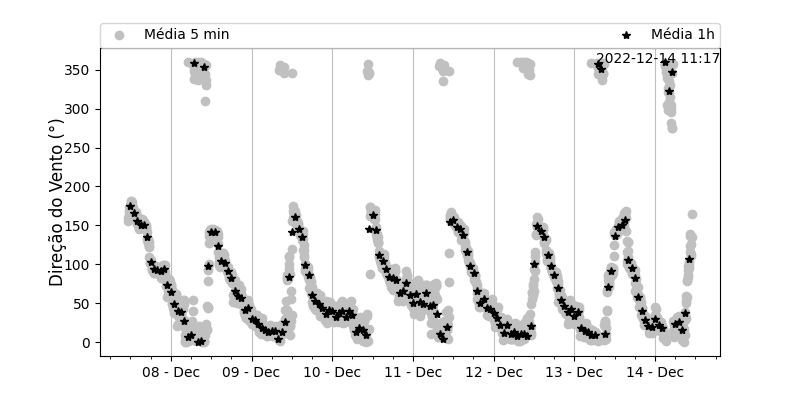 Média 5 min
Média 1h
2022-12-14 11:17
Direção do Vento (°)
350
300
250
200
150
100
50
0
08 - Dec
09 - Dec
10 - Dec
11 - Dec
12 - Dec
13 - Dec
14 - Dec